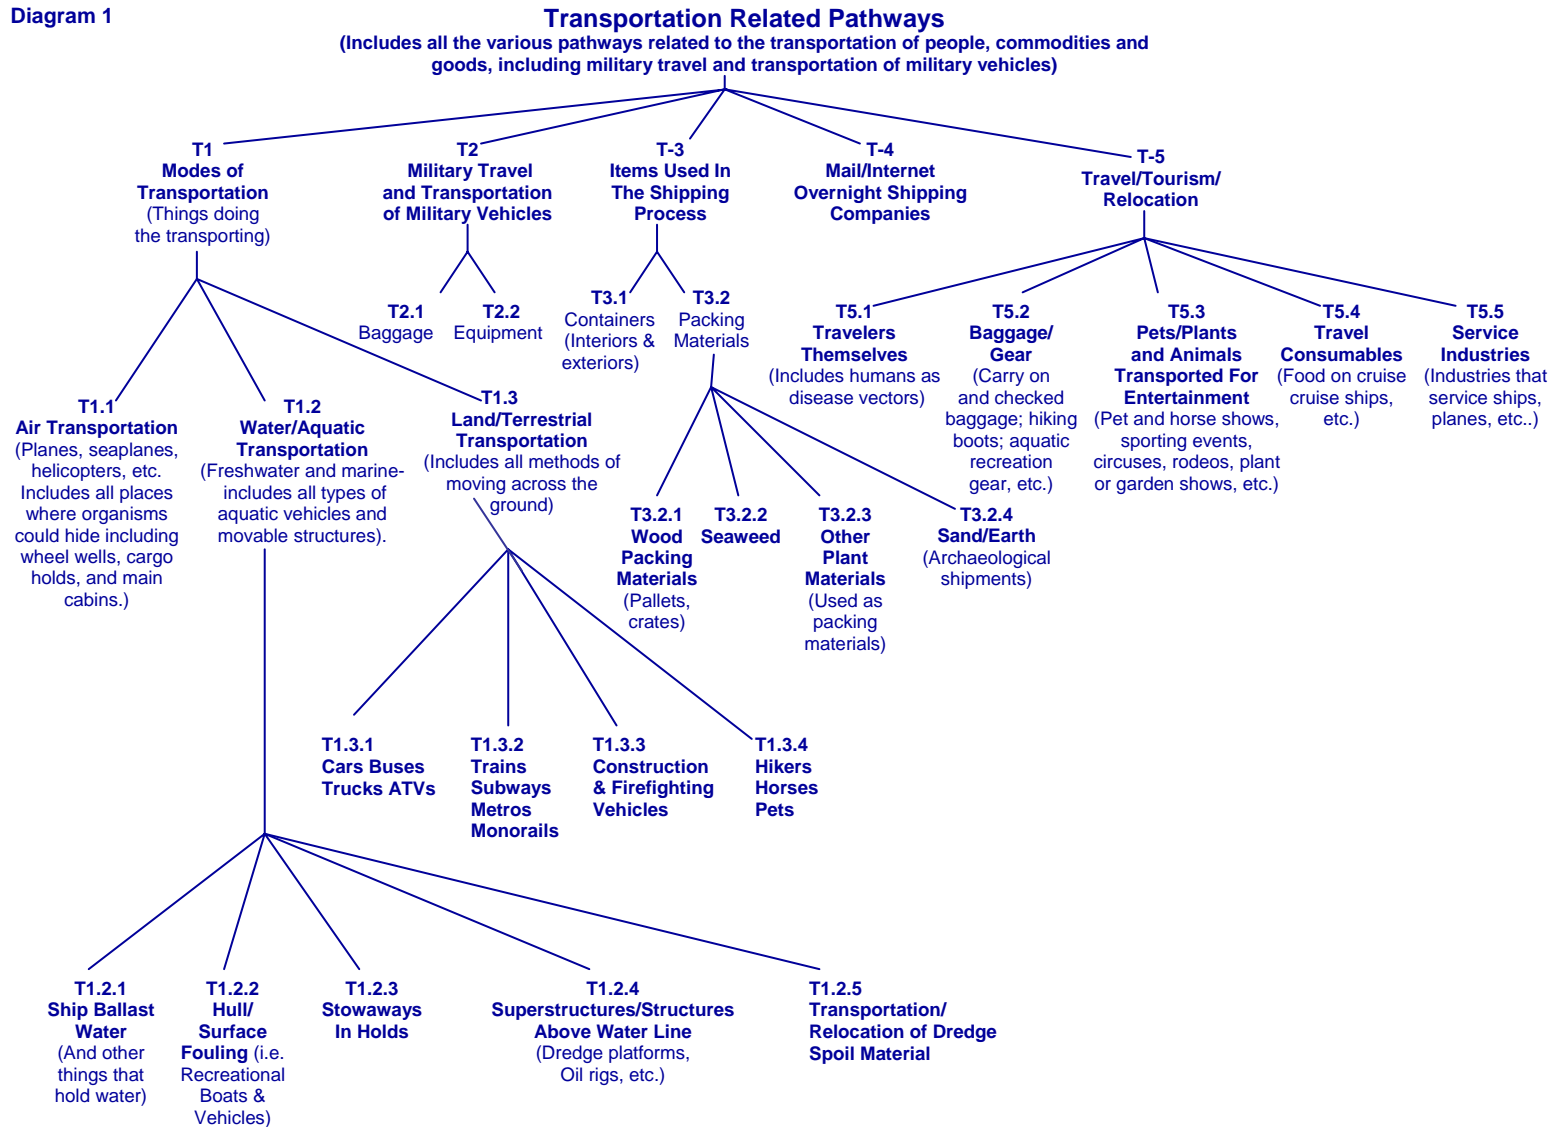 Diagram 1
Transportation Related Pathways
(Includes all the various pathways related to the transportation of people, commodities and
goods, including military travel and transportation of military vehicles)
T1
Modes of
Transportation
(Things doing
the transporting)
T2
Military Travel
and Transportation
of Military Vehicles
T-3
Items Used In
The Shipping
Process
T-4
Mail/Internet
Overnight Shipping
Companies
T-5
Travel/Tourism/
Relocation
T2.1
Baggage
T2.2
Equipment
T3.1
Containers
(Interiors &
exteriors)
T3.2
Packing
Materials
T5.1
Travelers
Themselves
(Includes humans as
disease vectors)
T5.2
Baggage/
Gear
(Carry on
and checked
baggage; hiking
boots; aquatic
recreation
gear, etc.)
T5.3
Pets/Plants
and Animals
Transported For
Entertainment
(Pet and horse shows,
sporting events,
circuses, rodeos, plant
or garden shows, etc.)
T5.4
Travel
Consumables
(Food on cruise
cruise ships,
etc.)
T5.5
Service
Industries
(Industries that
service ships,
planes, etc..)
T1.1
Air Transportation
(Planes, seaplanes,
helicopters, etc.
Includes all places
where organisms
could hide including
wheel wells, cargo
holds, and main
cabins.)
T1.2
Water/Aquatic
Transportation
(Freshwater and marine-
includes all types of
aquatic vehicles and
movable structures).
T1.3
Land/Terrestrial
Transportation
(Includes all methods of
moving across the
ground)
T3.2.1
Wood
Packing
Materials
(Pallets,
crates)
T3.2.2
Seaweed
T3.2.3
Other
Plant
Materials
(Used as
packing
materials)
T3.2.4
Sand/Earth
(Archaeological
shipments)
T1.3.1
Cars Buses
Trucks ATVs
T1.3.2
Trains
Subways
Metros
Monorails
T1.3.3
Construction
& Firefighting
Vehicles
T1.3.4
Hikers
Horses
Pets
T1.2.1
Ship Ballast
Water
(And other
things that
hold water)
T1.2.2
Hull/
Surface
Fouling (i.e.
Recreational
Boats &
Vehicles)
T1.2.3
Stowaways
In Holds
T1.2.4
Superstructures/Structures
Above Water Line
(Dredge platforms,
Oil rigs, etc.)
T1.2.5
Transportation/
Relocation of Dredge
Spoil Material